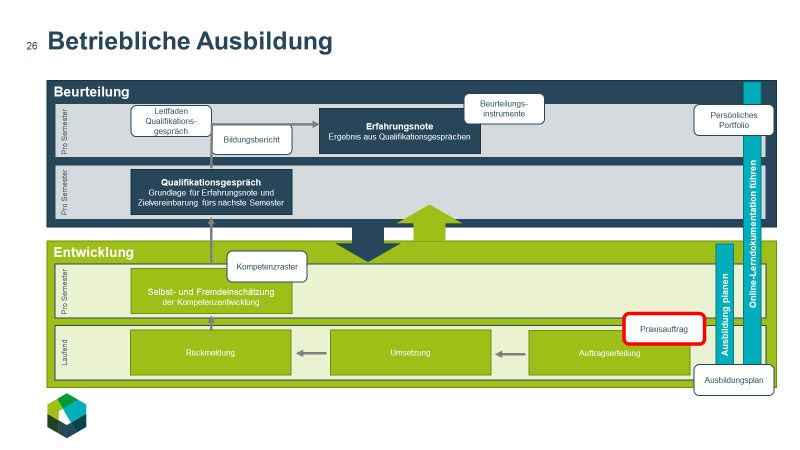 26 Betriebliche Ausbildung
Beurteilung
Pro Semester
Leitfaden
Qualifikations-
gespräch
Bildungsbericht
Erfahrungsnote
Ergebnis aus Qualifikationsgesprächen
Beurteilungs-
instrumente
Persönliches
Portfolio
Pro Semester
Qualifikationsgespräch
Grundlage für Erfahrungsnote und
Zielvereinbarung fürs nächste Semester
Online-Lerndokumentation führen
Entwicklung
Pro Semester
Kompetenzraster
Selbst- und Fremdeinschätzung
der Kompetenzentwicklung
Ausbildung planen
Laufend
Rückmeldung
Umsetzung
Auftragserteilung
Praxisauftrag
Ausbildungsplan